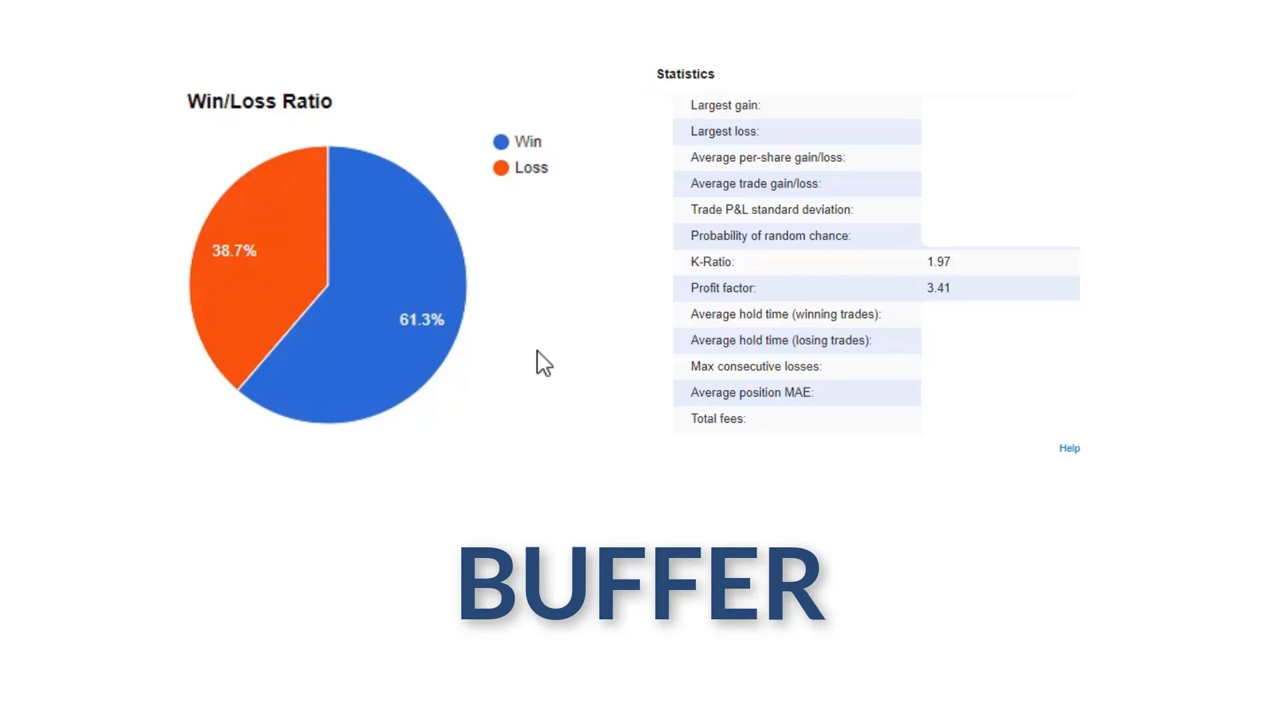 Win/Loss Ratio
Win
Loss
38.7%
61.3%
Statistics
Largest gain:
Largest loss:
Average per-share gain/loss:
Average trade gain/loss:
Trade P&L standard deviation:
Probability of random chance:
K-Ratio: 1.97
Profit factor: 3.41
Average hold time (winning trades):
Average hold time (losing trades):
Max consecutive losses:
Average position MAE:
Total fees:
Help
BUFFER